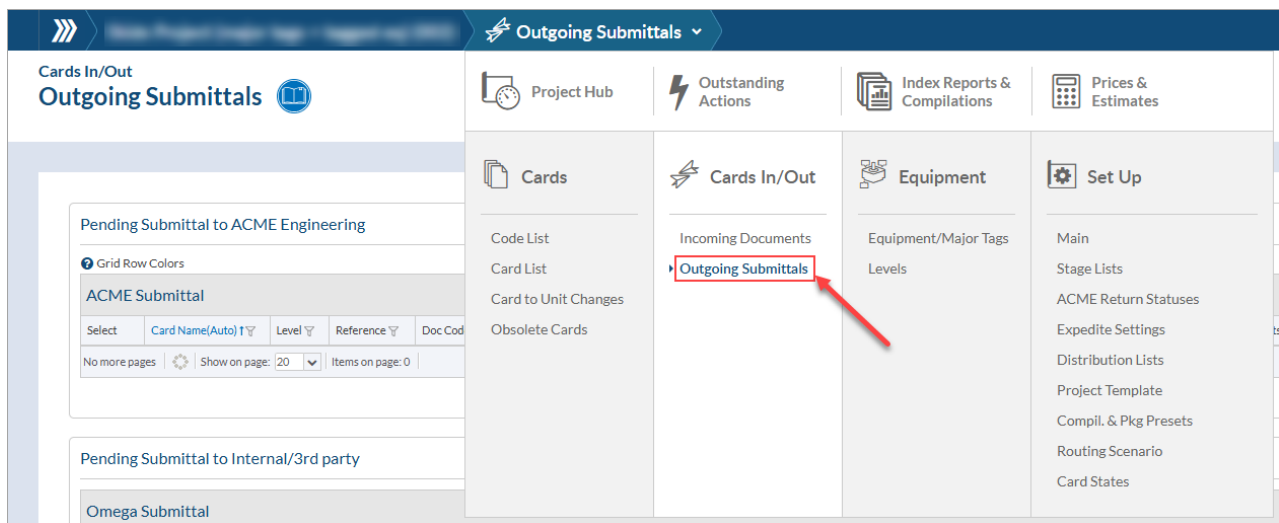 Outgoing Submittals
Cards In/Out
Outgoing Submittals
Project Hub
Outstanding
Actions
Index Reports &
Compilations
Prices &
Estimates
Cards
Code List
Card List
Card to Unit Changes
Obsolete Cards
Cards In/Out
Incoming Documents
Outgoing Submittals
Equipment
Equipment/Major Tags
Levels
Set Up
Main
Stage Lists
ACME Return Statuses
Expedite Settings
Distribution Lists
Project Template
Compil. & Pkg Presets
Routing Scenario
Card States
Pending Submittal to ACME Engineering
Grid Row Colors
ACME Submittal
Select Card Name(Auto) Level Reference Doc Cod
No more pages Show on page: 20 Items on page: 0
Pending Submittal to Internal/3rd party
Omega Submittal